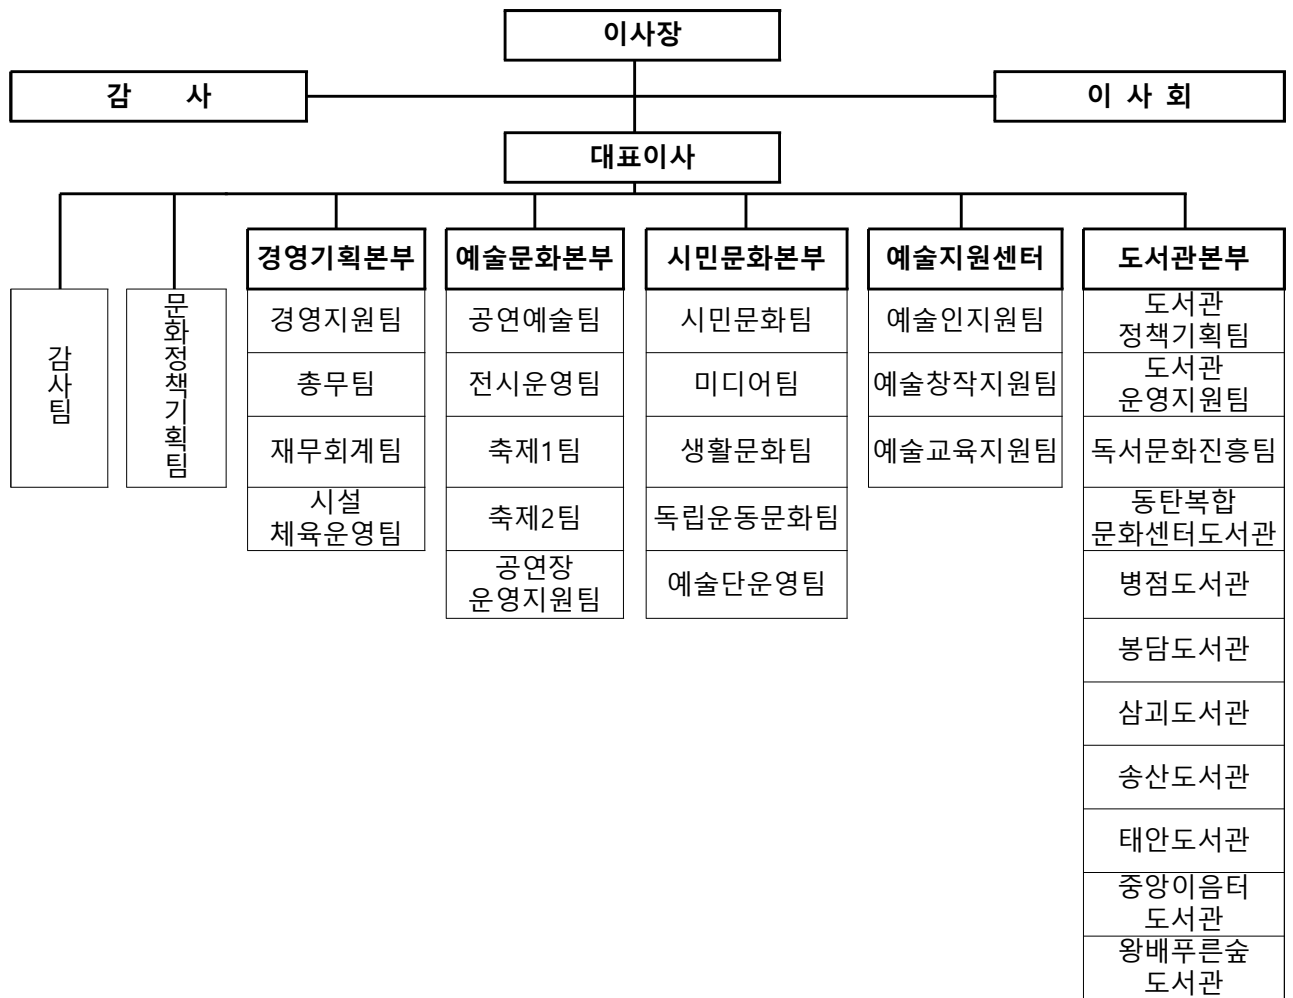 이사장
감 사
이 사 회
대표이사
감사팀
문화정책기획팀
경영기획본부
경영지원팀
총무팀
재무회계팀
시설
체육운영팀
예술문화본부
공연예술팀
전시운영팀
축제1팀
축제2팀
공연장
운영지원팀
시민문화본부
시민문화팀
미디어팀
생활문화팀
독립운동문화팀
예술단운영팀
예술지원센터
예술인지원팀
예술창작지원팀
예술교육지원팀
도서관본부
도서관
정책기획팀
도서관
운영지원팀
독서문화진흥팀
동탄복합
문화센터도서관
병점도서관
봉담도서관
삼괴도서관
송산도서관
태안도서관
중앙이음터
도서관
왕배푸른숲
도서관